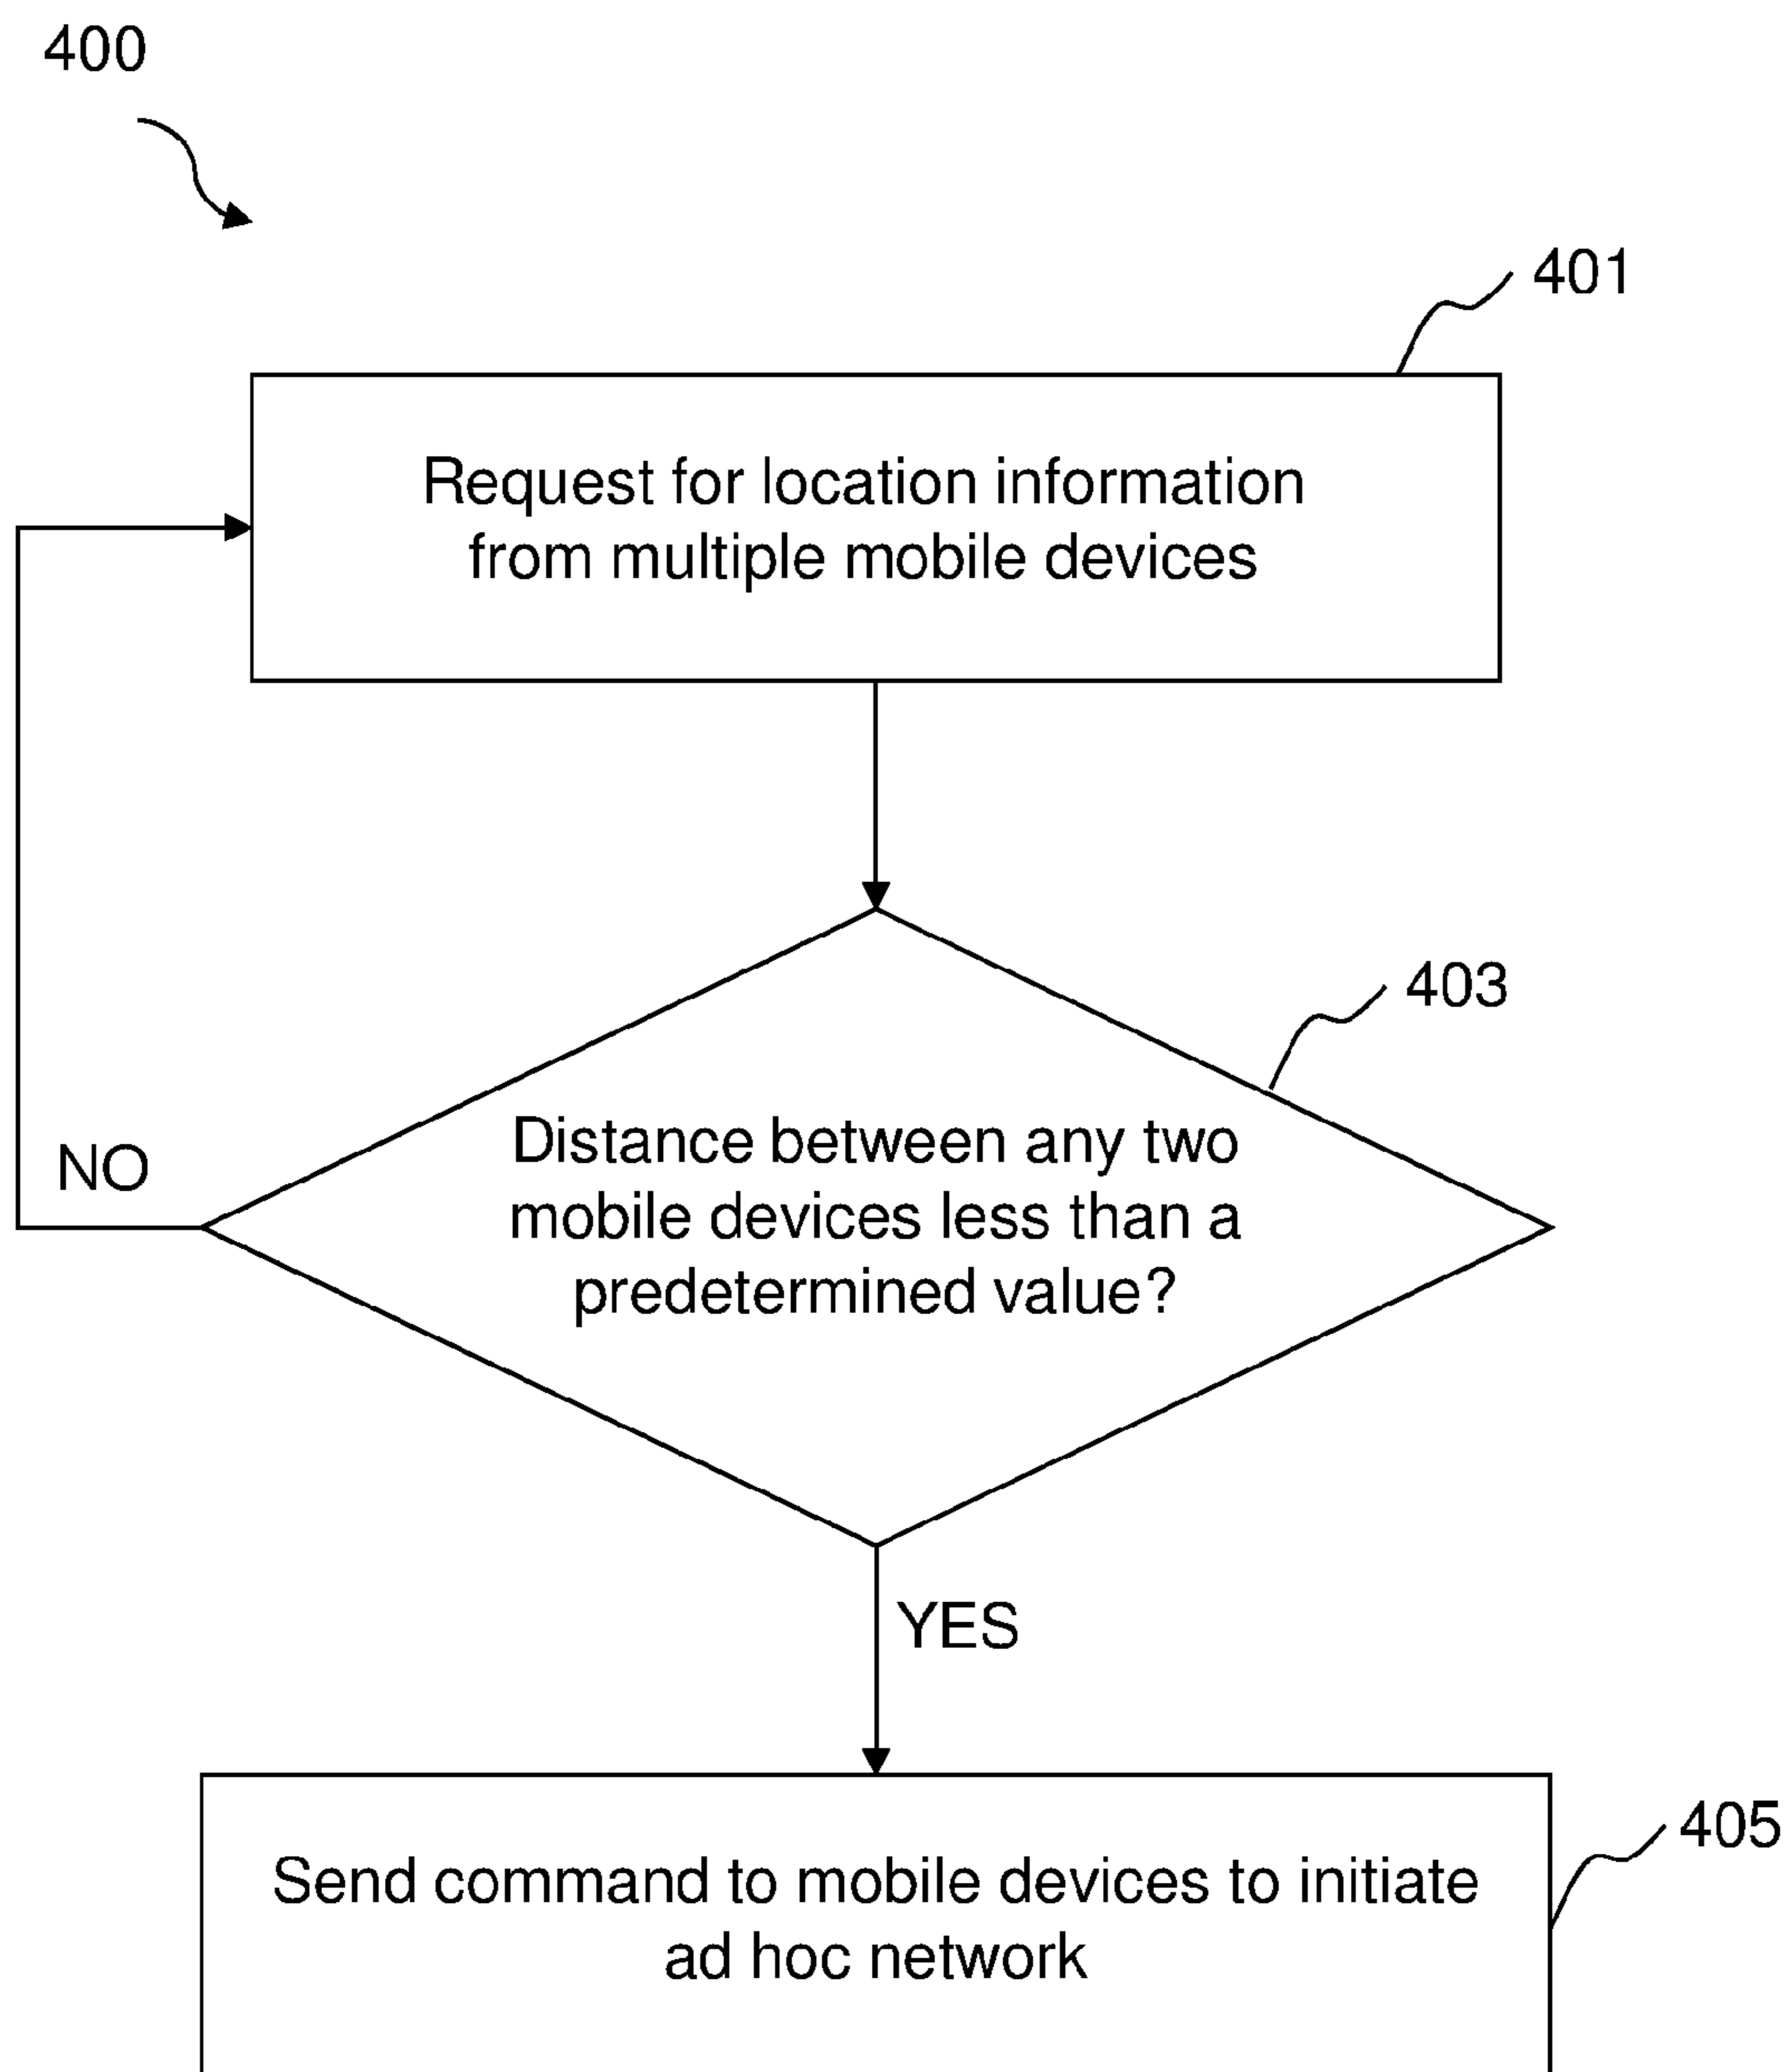 400
401
Request for location information
from multiple mobile devices
403
Distance between any two
mobile devices less than a
predetermined value?
NO
YES
405
Send command to mobile devices to initiate
ad hoc network